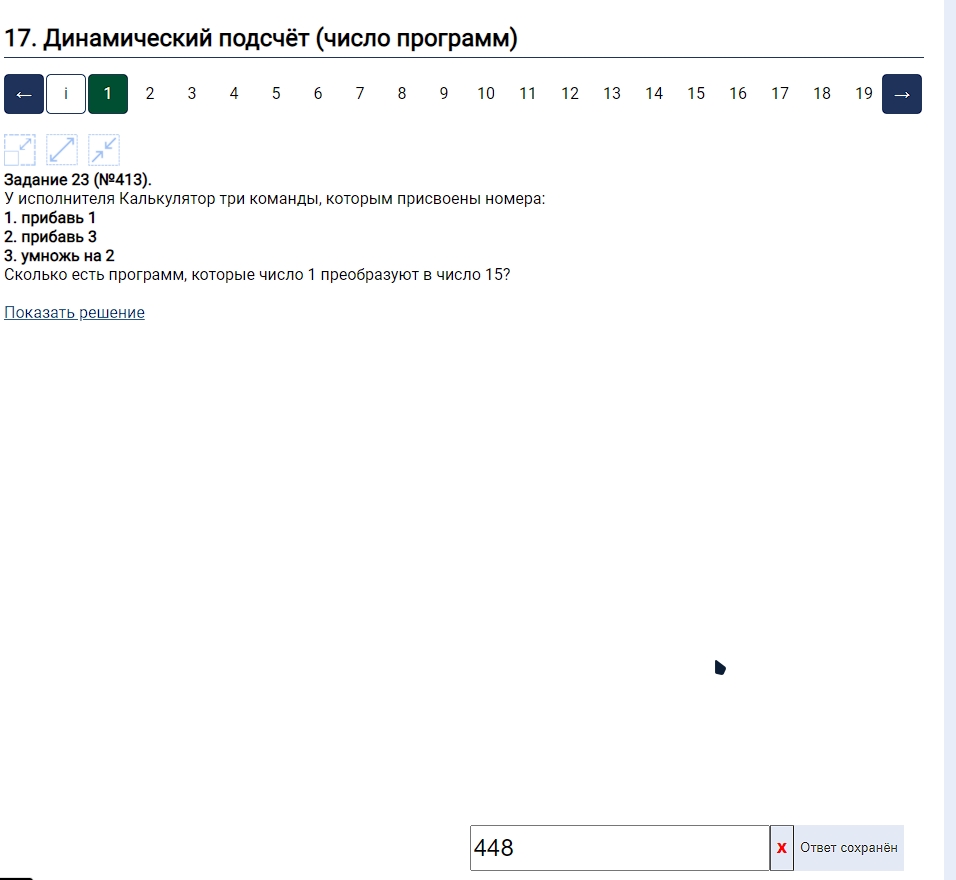 17. Динамический подсчёт (число программ)
← i 1 2 3 4 5 6 7 8 9 10 11 12 13 14 15 16 17 18 19 →
Задание 23 (№413).
У исполнителя Калькулятор три команды, которым присвоены номера:
1. прибавь 1
2. прибавь 3
3. умножь на 2
Сколько есть программ, которые число 1 преобразуют в число 15?
Показать решение
448 x Ответ сохранён